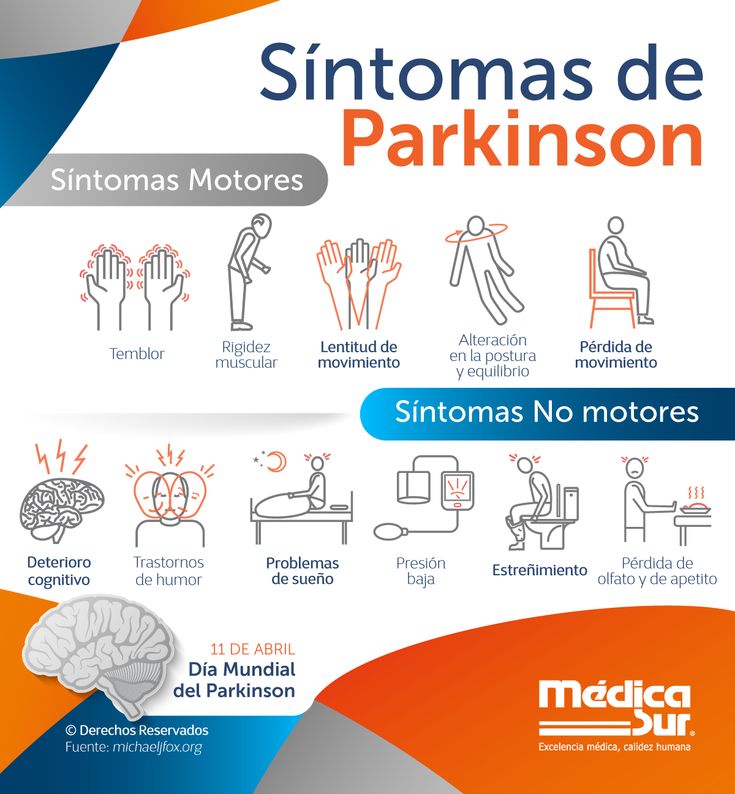 Síntomas de
Parkinson
Síntomas Motores
Temblor
Rigidez
muscular
Lentitud de
movimiento
Alteración
en la postura
y equilibrio
Pérdida de
movimiento
Síntomas No motores
Deterioro
cognitivo
Trastornos
de humor
Problemas
de sueño
Presión
baja
Estreñimiento
Pérdida de
olfato y de apetito
11 DE ABRIL
Día Mundial
del Parkinson
© Derechos Reservados
Fuente: michaeljfox.org
médica
Sur®
Excelencia médica, calidez humana